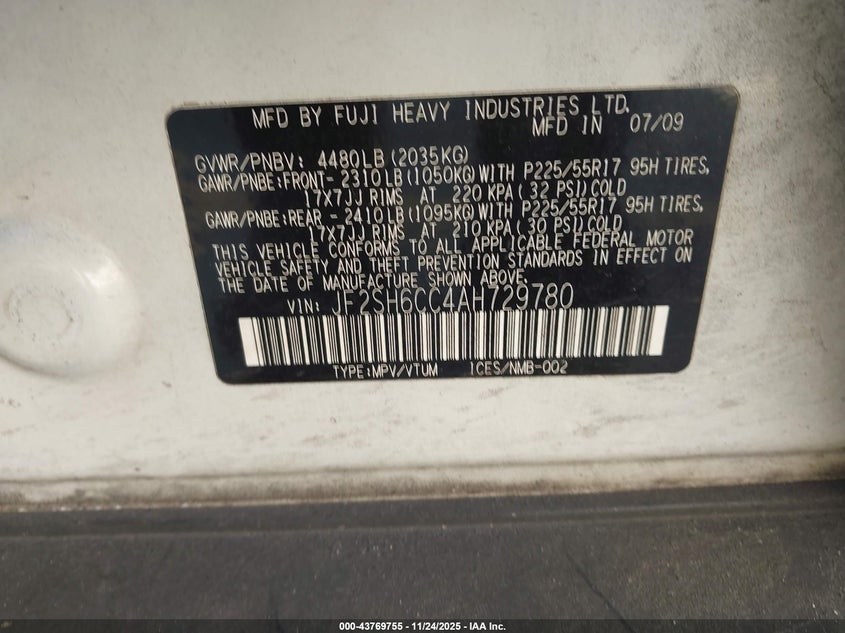 MFD BY FUJI HEAVY INDUSTRIES LTD.
MFD IN 07/09
GVWR/PNBV: 4480LB (2035KG)
GAWR/PNBE:FRONT- 2310LB (1050KG) WITH P225/55R17 95H TIRES,
17X7JJ RIMS AT 220 KPA ( 32 PSI) COLD
GAWR/PNBE:REAR - 2410LB (1095KG) WITH P225/55R17 95H TIRES,
17X7JJ RIMS AT 210 KPA ( 30 PSI) COLD
THIS VEHICLE CONFORMS TO ALL APPLICABLE FEDERAL MOTOR
VEHICLE SAFETY AND THEFT PREVENTION STANDARDS IN EFFECT ON
THE DATE OF MANUFACTURE SHOWN ABOVE.
VIN: JF2SH6CC4AH729780
TYPE:MPV/VTUM ICES/NMB-002
000-43769755 - 11/24/2025 - IAA Inc.